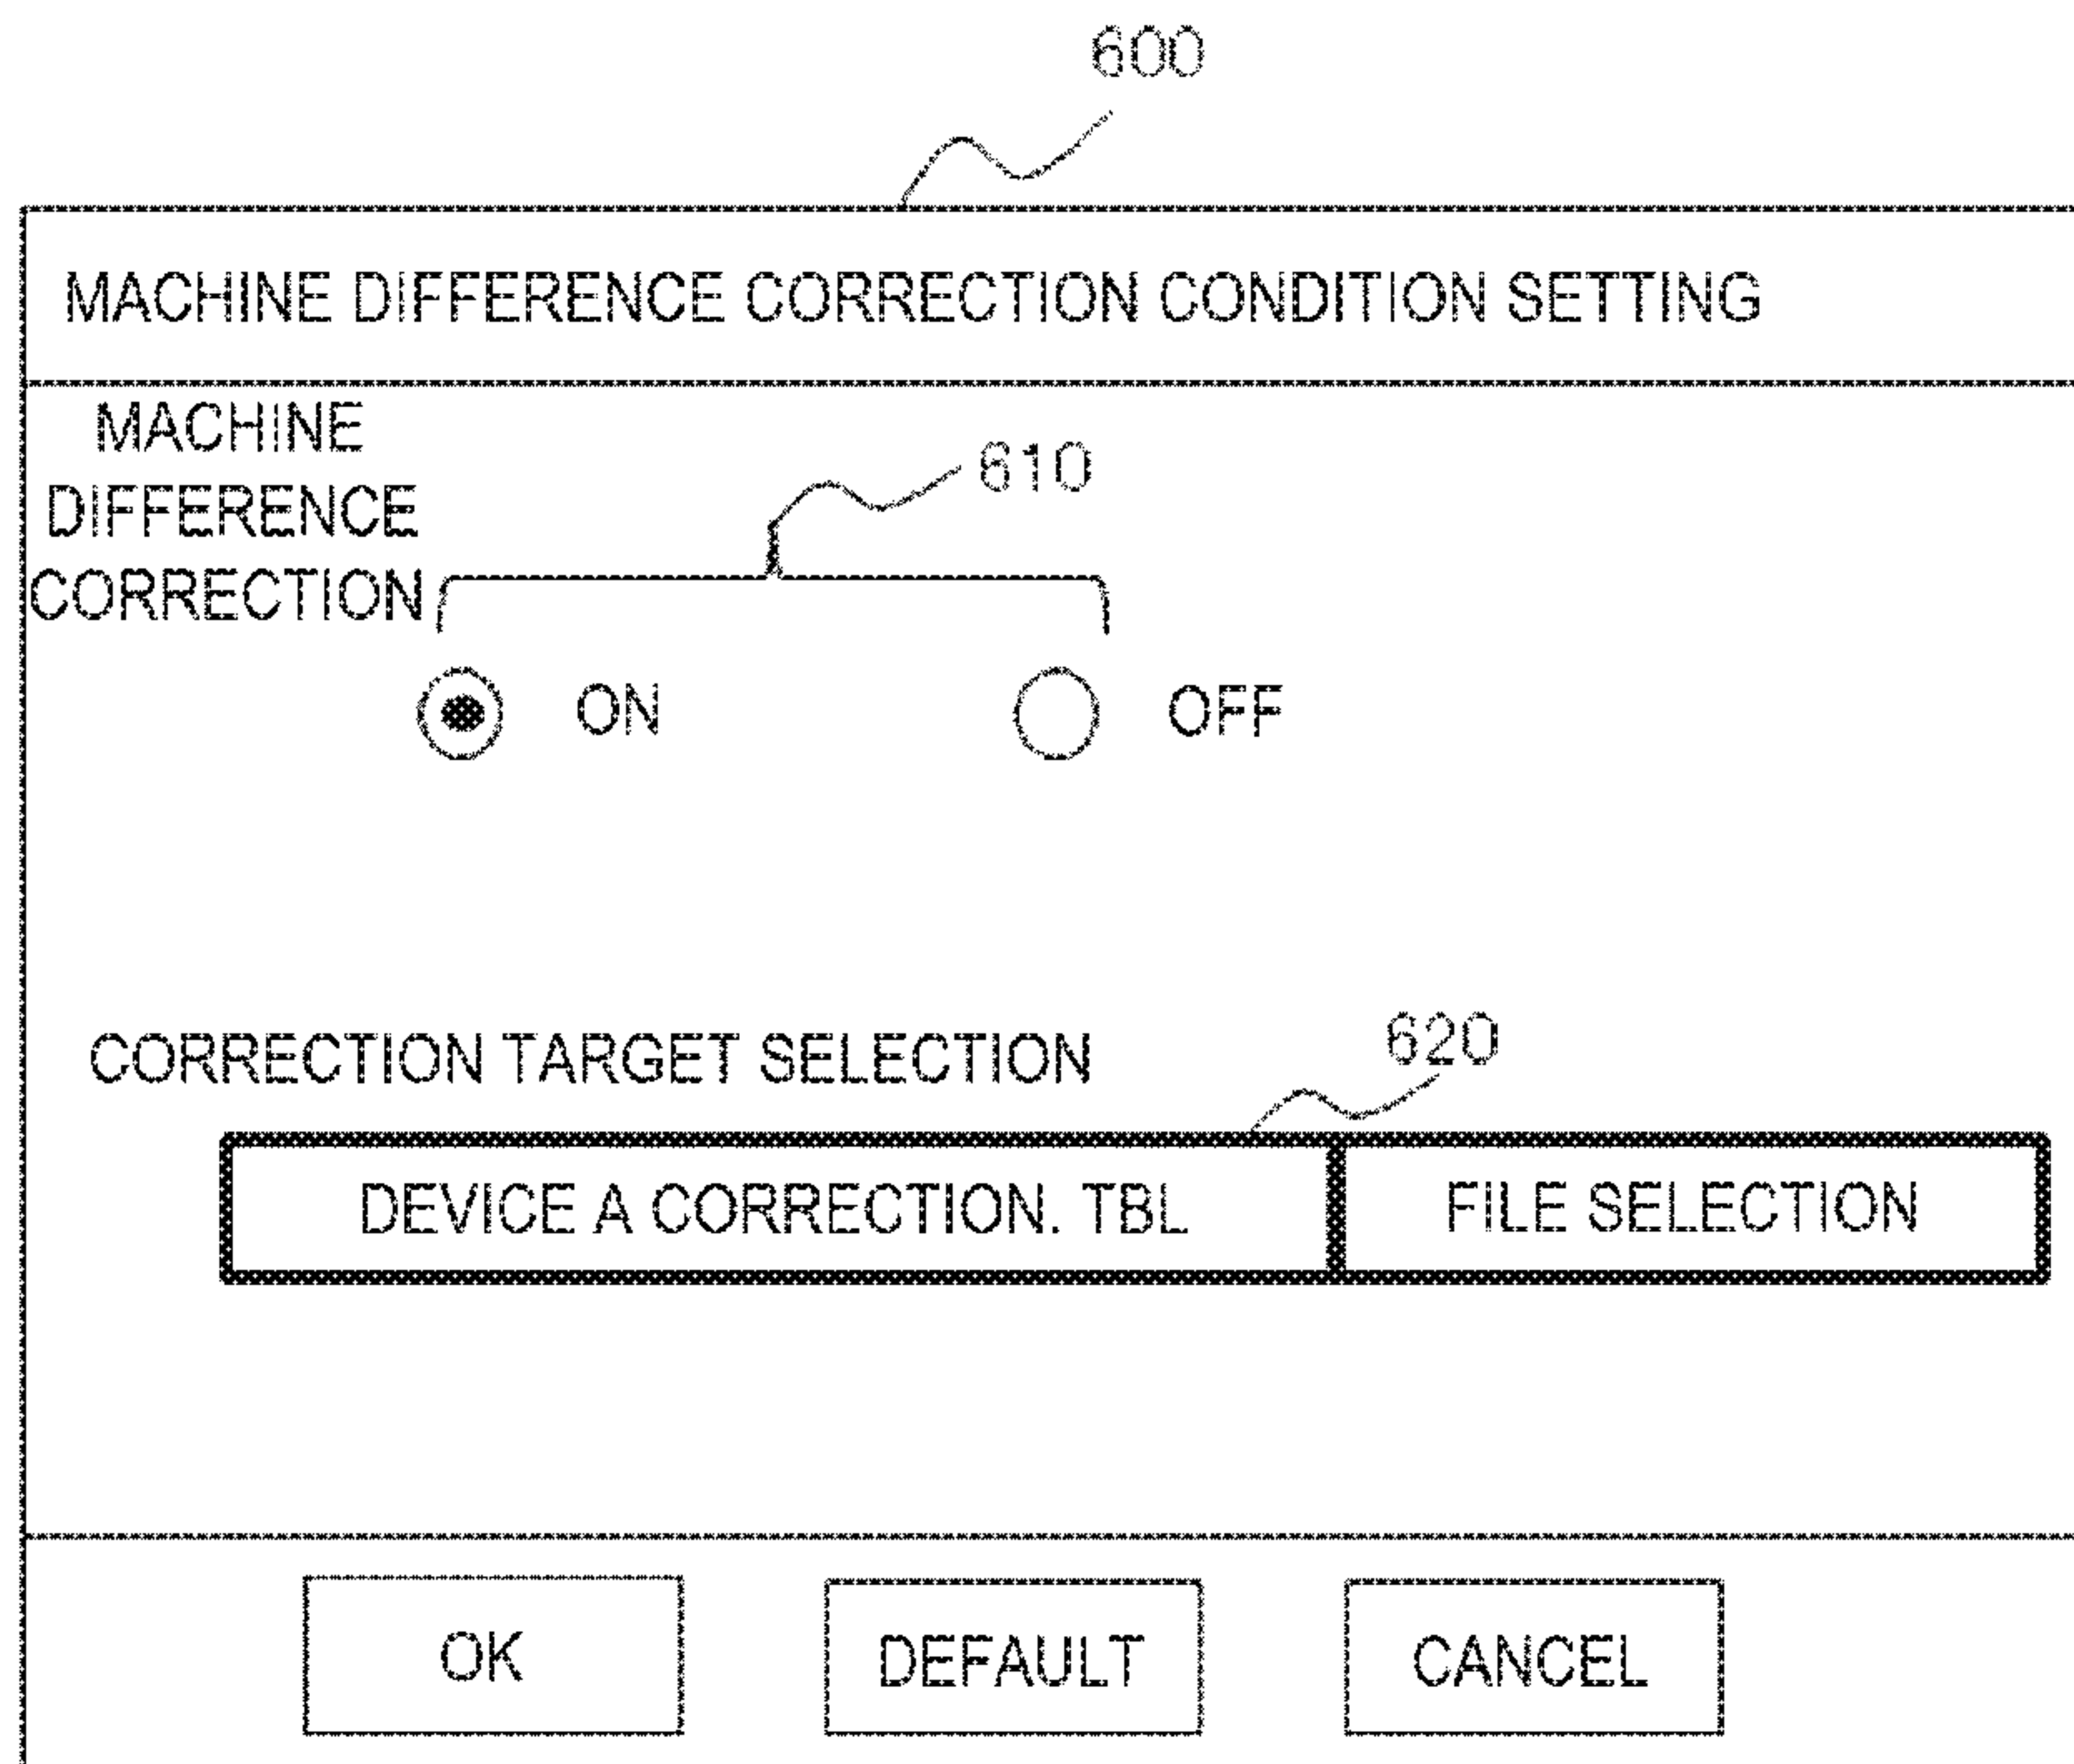 600
MACHINE DIFFERENCE CORRECTION CONDITION SETTING
MACHINE
DIFFERENCE
CORRECTION
610
ON OFF
CORRECTION TARGET SELECTION
620
DEVICE A CORRECTION. TBL FILE SELECTION
OK DEFAULT CANCEL